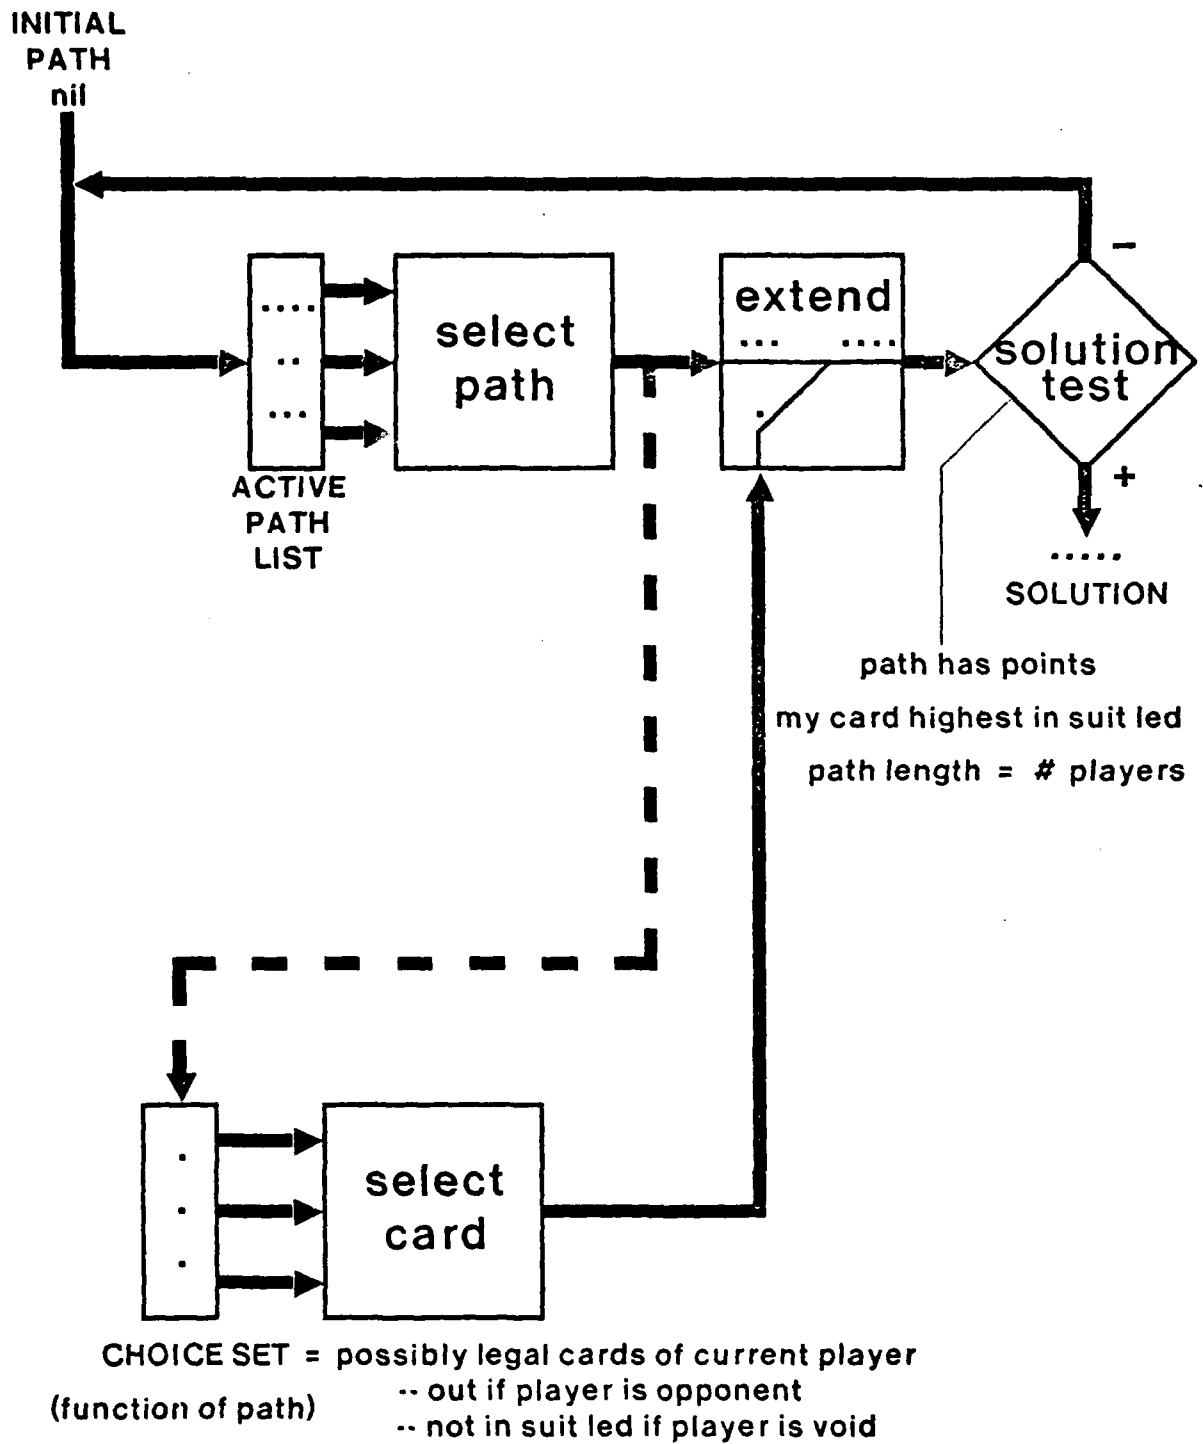 INITIAL
PATH
nil
−
....
..
...
select
path
extend
... ....
.
solution
test
ACTIVE
PATH
LIST
+
.....
SOLUTION
path has points
my card highest in suit led
path length = # players
.
.
.
select
card
CHOICE SET = possibly legal cards of current player
(function of path)
-- out if player is opponent
-- not in suit led if player is void